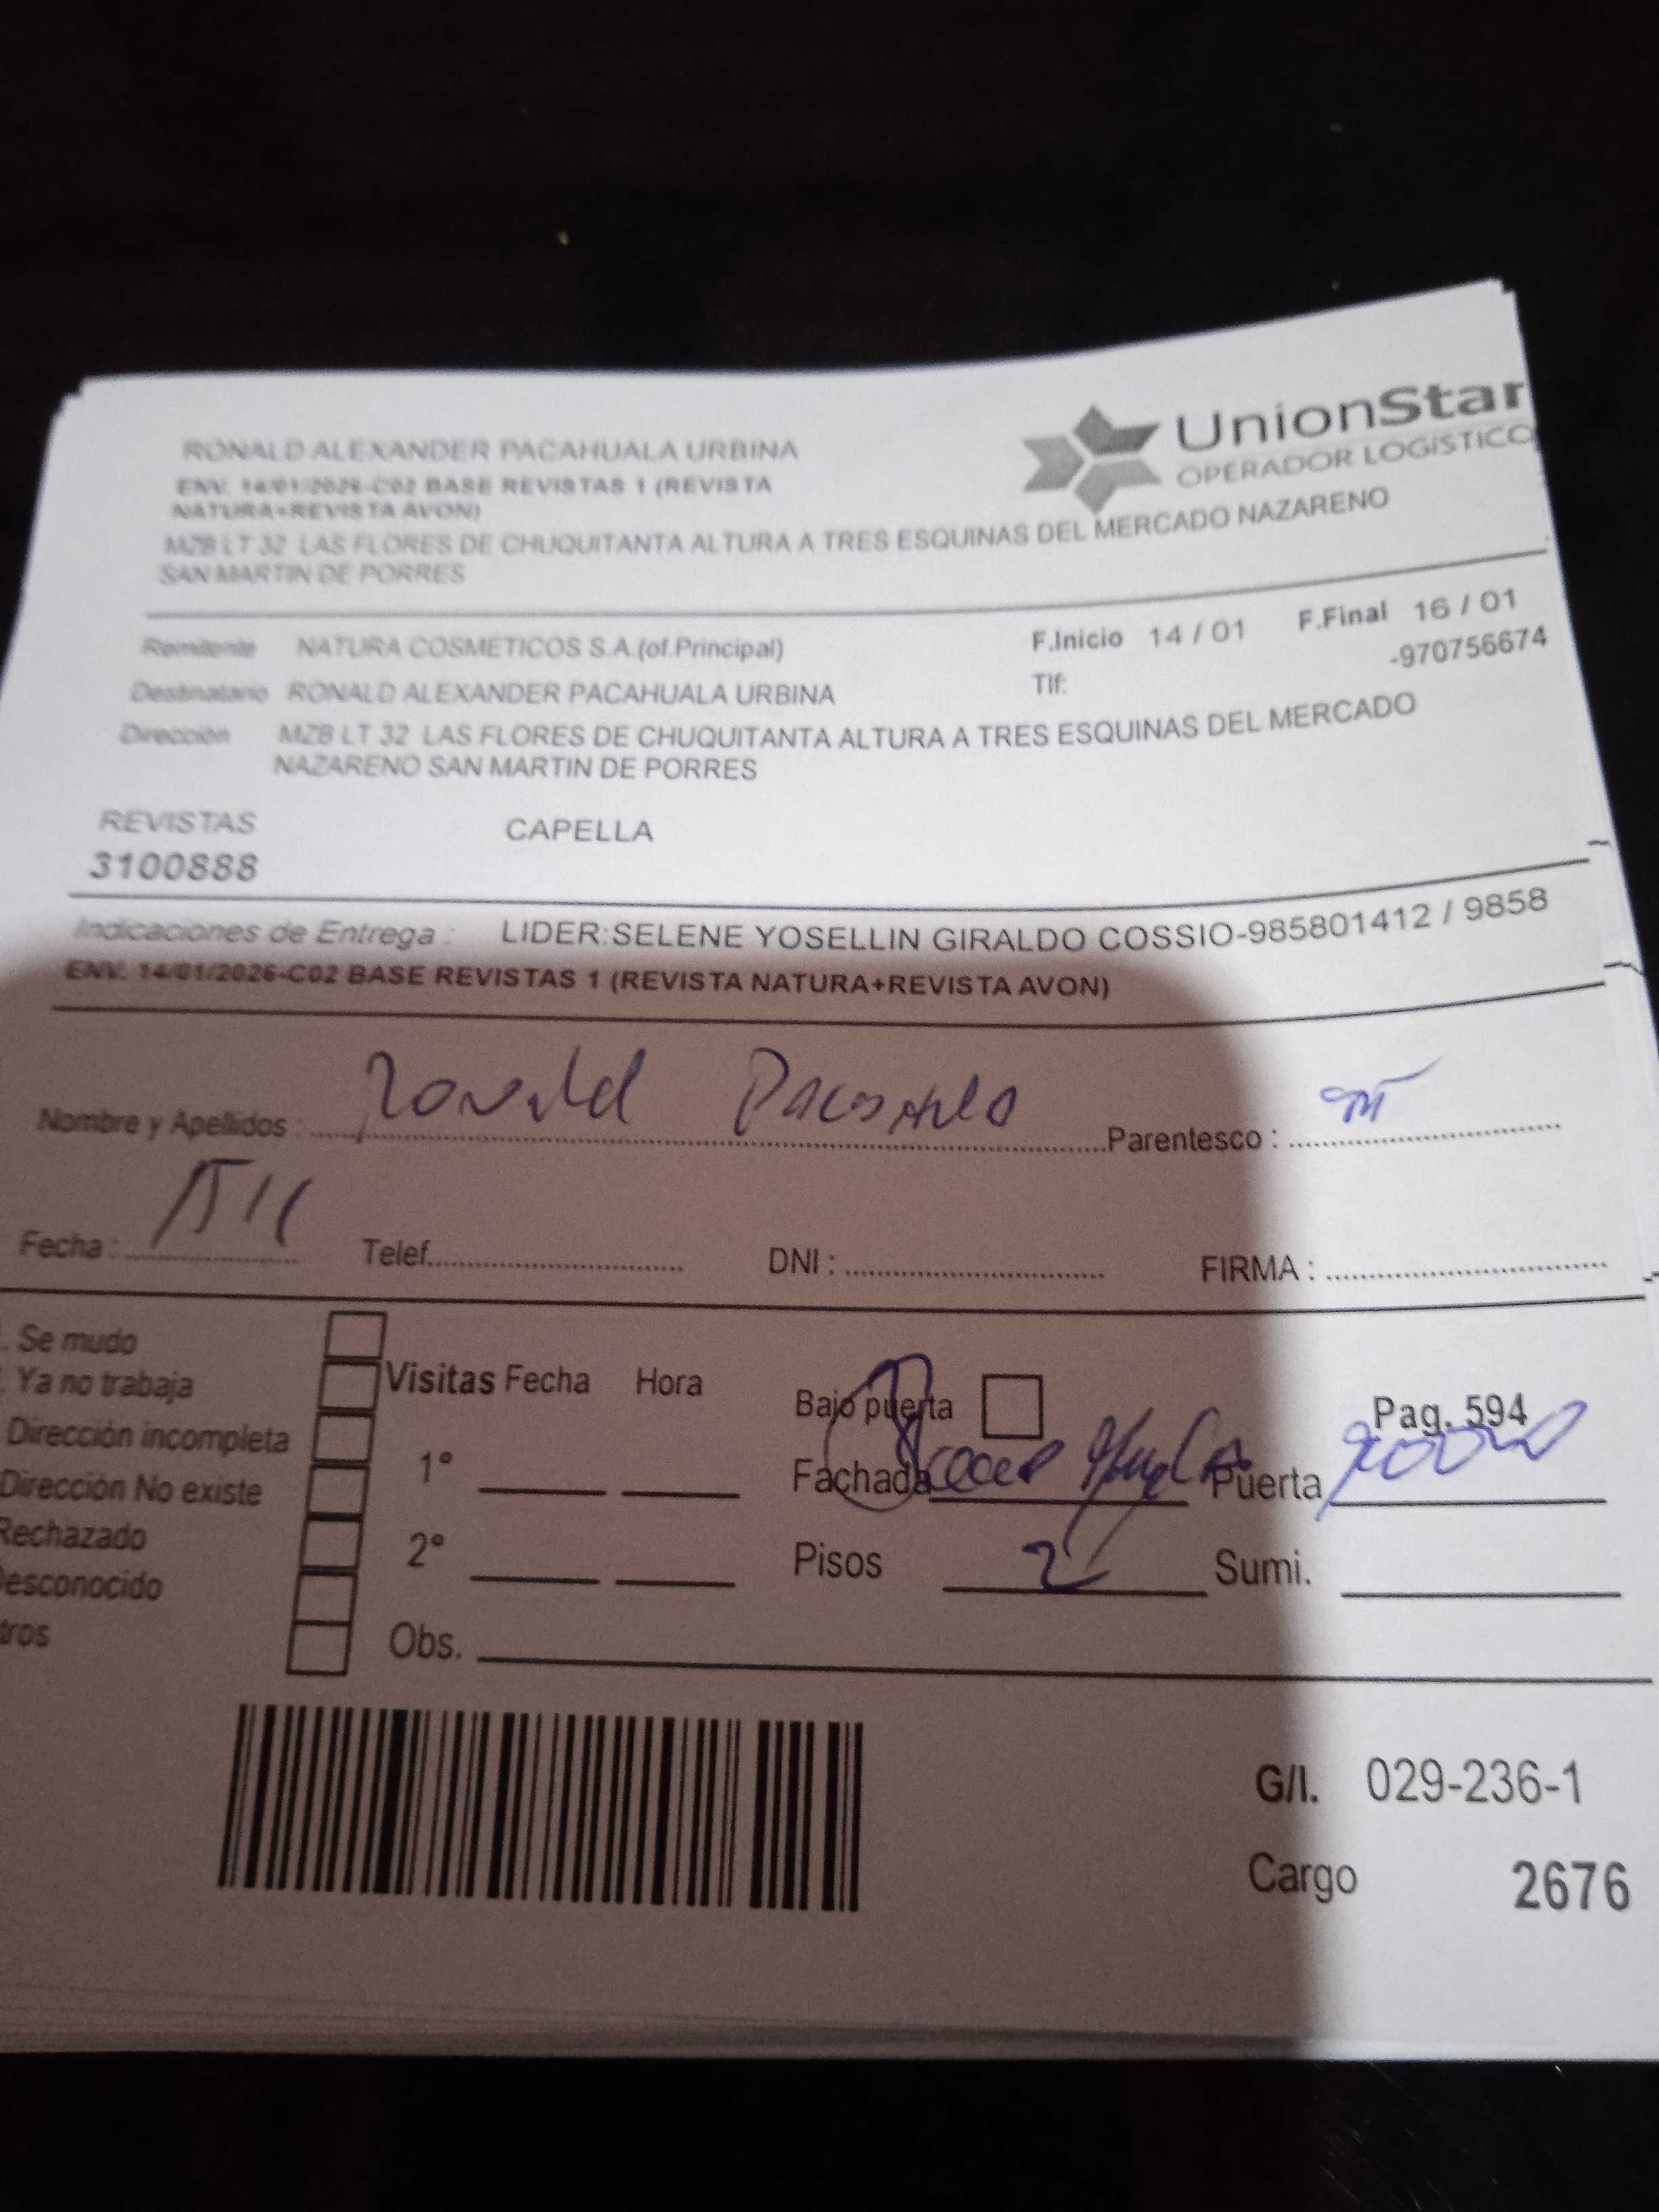 UnionStar
OPERADOR LOGISTICO
RONALD ALEXANDER PACAHUALA URBINA
ENV. 14/01/2026-C02 BASE REVISTAS 1 (REVISTA
NATURA+REVISTA AVON)
MZB LT 32 LAS FLORES DE CHUQUITANTA ALTURA A TRES ESQUINAS DEL MERCADO NAZARENO
SAN MARTIN DE PORRES
Remitente NATURA COSMETICOS S.A.(of.Principal) F.Inicio 14 / 01 F.Final 16 / 01
Destinatario RONALD ALEXANDER PACAHUALA URBINA Tlf: -970756674
Dirección MZB LT 32 LAS FLORES DE CHUQUITANTA ALTURA A TRES ESQUINAS DEL MERCADO
NAZARENO SAN MARTIN DE PORRES
REVISTAS CAPELLA
3100888
Indicaciones de Entrega : LIDER:SELENE YOSELLIN GIRALDO COSSIO-985801412 / 9858
ENV. 14/01/2026-C02 BASE REVISTAS 1 (REVISTA NATURA+REVISTA AVON)
Nombre y Apellidos : Ronald Parentesco :
Fecha : Telef. DNI : FIRMA :
. Se mudo
. Ya no trabaja Visitas Fecha Hora Bajo puerta Pag. 594
Dirección incompleta 1° Fachada Puerta
Dirección No existe
Rechazado 2° Pisos 2 Sumi.
esconocido
tros Obs.
G/I. 029-236-1
Cargo 2676